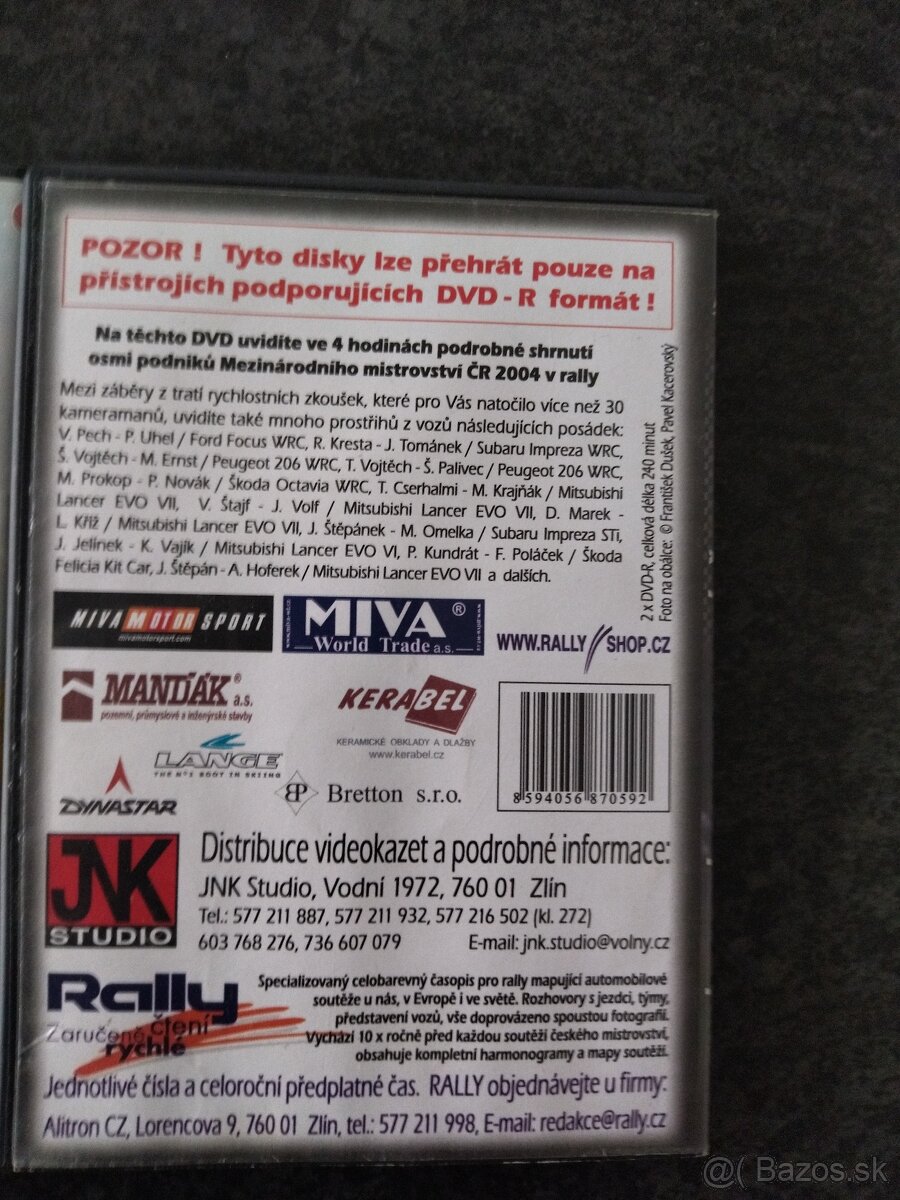 POZOR ! Tyto disky lze přehrát pouze na
přístrojích podporujících DVD - R formát !
Na těchto DVD uvidíte ve 4 hodinách podrobné shrnutí
osmi podniků Mezinárodního mistrovství ČR 2004 v rally
Mezi záběry z tratí rychlostních zkoušek, které pro Vás natočilo více než 30
kameramanů, uvidíte také mnoho prostřihů z vozů následujících posádek:
V. Pech - P. Uhel / Ford Focus WRC, R. Kresta - J. Tománek / Subaru Impreza WRC,
Š. Vojtěch - M. Ernst / Peugeot 206 WRC, T. Vojtěch - Š. Palivec / Peugeot 206 WRC,
M. Prokop - P. Novák / Škoda Octavia WRC, T. Cserhalmi - M. Krajňák / Mitsubishi
Lancer EVO VII, V. Štajf - J. Volf / Mitsubishi Lancer EVO VII, D. Marek -
L. Kříž / Mitsubishi Lancer EVO VII, J. Štěpánek - M. Omelka / Subaru Impreza STi,
J. Jelínek - K. Vajík / Mitsubishi Lancer EVO VI, P. Kundrát - F. Poláček / Škoda
Felicia Kit Car, J. Štěpán - A. Hoferek / Mitsubishi Lancer EVO VII a dalších.
2 x DVD-R, celková délka 240 minut
Foto na obálce: © František Dušek, Pavel Kacerovský
MIVA MOTOR SPORT
mivamotorsport.com
MIVA ®
World Trade a.s.
WWW.RALLY SHOP.CZ
MANĎÁK ® a.s.
pozemní, průmyslové a inženýrské stavby
KERABEL
KERAMICKÉ OBKLADY A DLAŽBY
www.kerabel.cz
LANGE
THE N°1 BOOT IN SKIING
DYNASTAR
BP Bretton s.r.o.
8 594056 870592
JNK
STUDIO
Distribuce videokazet a podrobné informace:
JNK Studio, Vodní 1972, 760 01 Zlín
Tel.: 577 211 887, 577 211 932, 577 216 502 (kl. 272)
603 768 276, 736 607 079 E-mail: jnk.studio@volny.cz
Rally
Zaručeně čtení
rychlé
Specializovaný celobarevný časopis pro rally mapující automobilové
soutěže u nás, v Evropě i ve světě. Rozhovory s jezdci, týmy,
představení vozů, vše doprovázeno spoustou fotografií.
Vychází 10 x ročně před každou soutěží českého mistrovství,
obsahuje kompletní harmonogramy a mapy soutěží.
Jednotlivé čísla a celoroční předplatné čas. RALLY objednávejte u firmy:
Alitron CZ, Lorencova 9, 760 01 Zlín, tel.: 577 211 998, E-mail: redakce@rally.cz
@( Bazos.sk